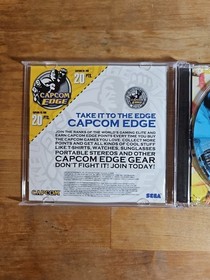 CAPCOM
EDGE
20 PTS.
20 PTS.
TAKE IT TO THE EDGE
CAPCOM EDGE
JOIN THE RANKS OF THE WORLD'S GAMING ELITE AND
EARN CAPCOM EDGE POINTS EVERY TIME YOU BUY
THE CAPCOM GAMES YOU LOVE. COLLECT MORE
POINTS AND GET ALL KINDS OF COOL STUFF
LIKE T-SHIRTS, WATCHES, SUNGLASSES
PORTABLE STEREOS AND OTHER
CAPCOM EDGE GEAR
DON'T FIGHT IT! JOIN TODAY!
CAPCOM
SEGA